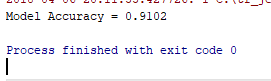 Model Accuracy = 0.9102
Process finished with exit code 0